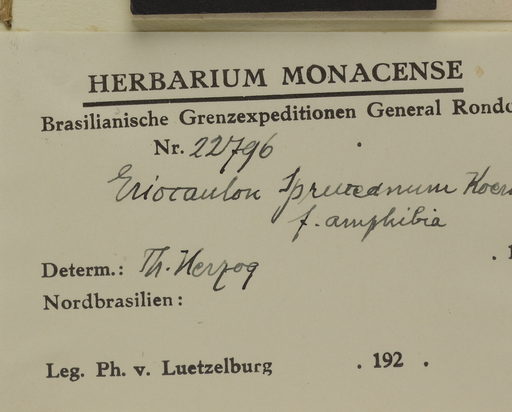 HERBARIUM MONACENSE
Brasilianische Grenzexpeditionen General Rondo
Nr. 22796
Eriocaulon Spruceanum Koern
f. amphibia
Determ.: Th. Herzog
Nordbrasilien:
Leg. Ph. v. Luetzelburg . 192 .